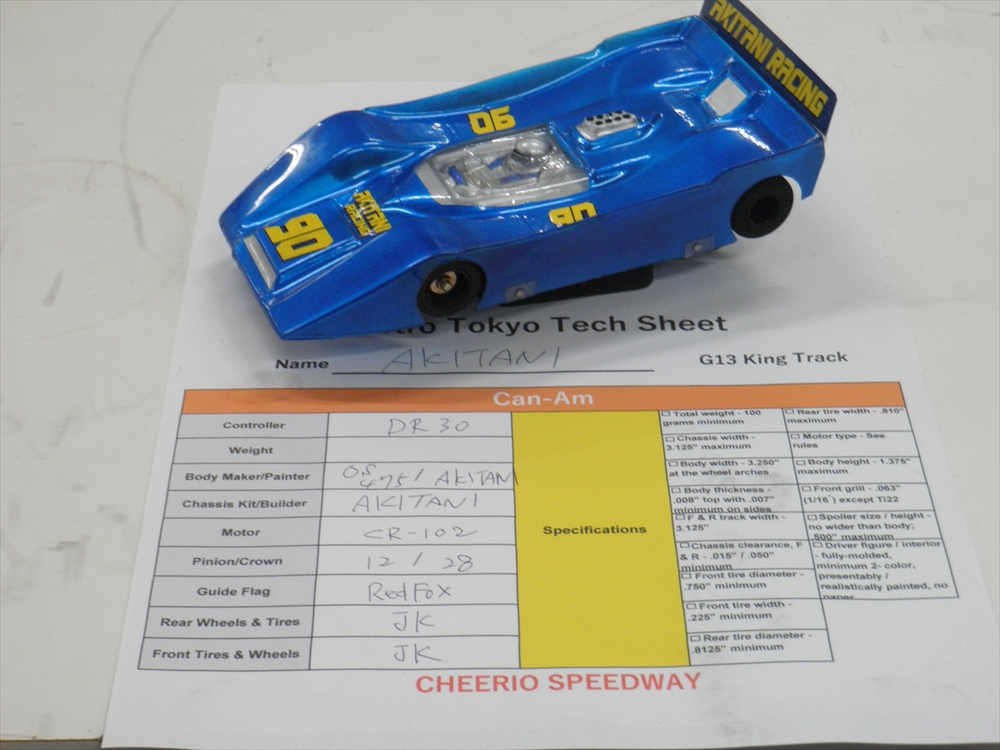 AKITANI RACING
90
90
90
AKITANI
RACING
Tokyo Tech Sheet
Name AKITANI G13 King Track
Can-Am
Controller DR30
Weight
Body Maker/Painter 475/ AKITANI
Chassis Kit/Builder AKITANI
Motor CR-102
Pinion/Crown 12 / 28
Guide Flag RedFox
Rear Wheels & Tires JK
Front Tires & Wheels JK
Specifications
Total weight - 100
grams minimum
Chassis width -
3.125" maximum
Body width - 3.250"
at the wheel arches
Body thickness -
.008" top with .007"
minimum on sides
F & R track width -
3.125"
Chassis clearance, F
& R - .015" / .050"
minimum
Front tire diameter -
.750" minimum
Front tire width -
.225" minimum
Rear tire diameter -
.8125" minimum
Rear tire width - .810"
maximum
Motor type - See
rules
Body height - 1.375"
maximum
Front grill - .063"
(1/16") except Ti22
Spoiler size / height -
no wider than body;
.500" maximum
Driver figure / interior
- fully-molded,
minimum 2- color,
presentably /
realistically painted, no
paper
CHEERIO SPEEDWAY